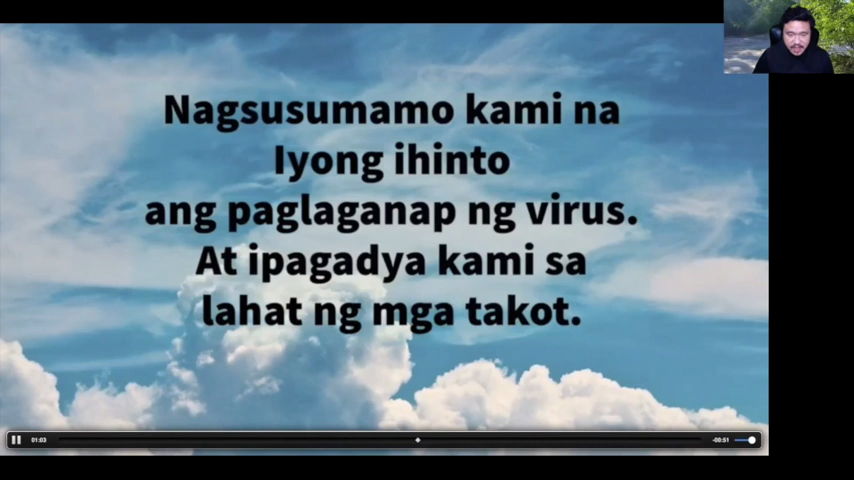 Nagsusumamo kami na
Iyong ihinto
ang paglaganap ng virus.
At ipagadya kami sa
lahat ng mga takot.
01:03
-00:51